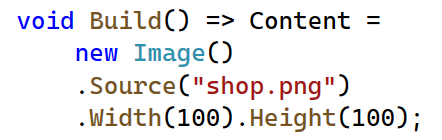 void Build() => Content =
    new Image()
    .Source("shop.png")
    .Width(100).Height(100);